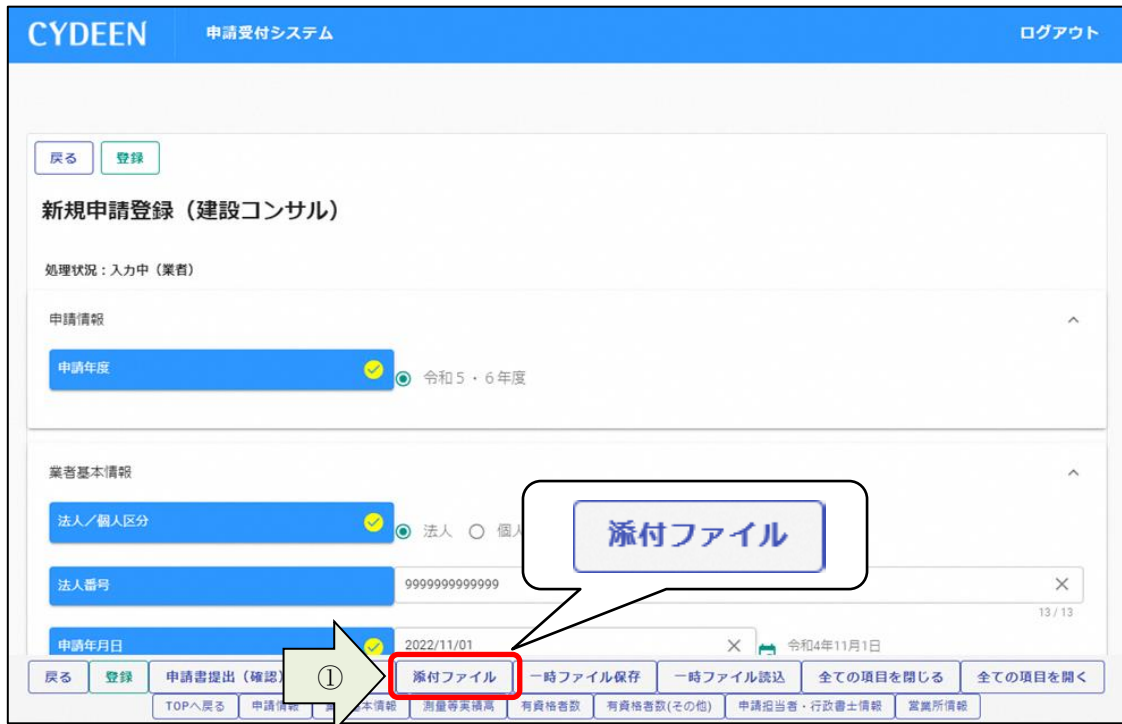 CYDEEN 申請受付システム ログアウト
戻る 登録
新規申請登録（建設コンサル）
処理状況：入力中（業者）
申請情報
申請年度 令和５・６年度
業者基本情報
法人／個人区分 法人 個人
添付ファイル
法人番号 9999999999999
13 / 13
申請年月日 2022/11/01 令和4年11月1日
戻る 登録 申請書提出（確認） ① 添付ファイル 一時ファイル保存 一時ファイル読込 全ての項目を閉じる 全ての項目を開く
TOPへ戻る 申請情報 本情報 測量等実績高 有資格者数 有資格者数(その他) 申請担当者・行政書士情報 営業所情報